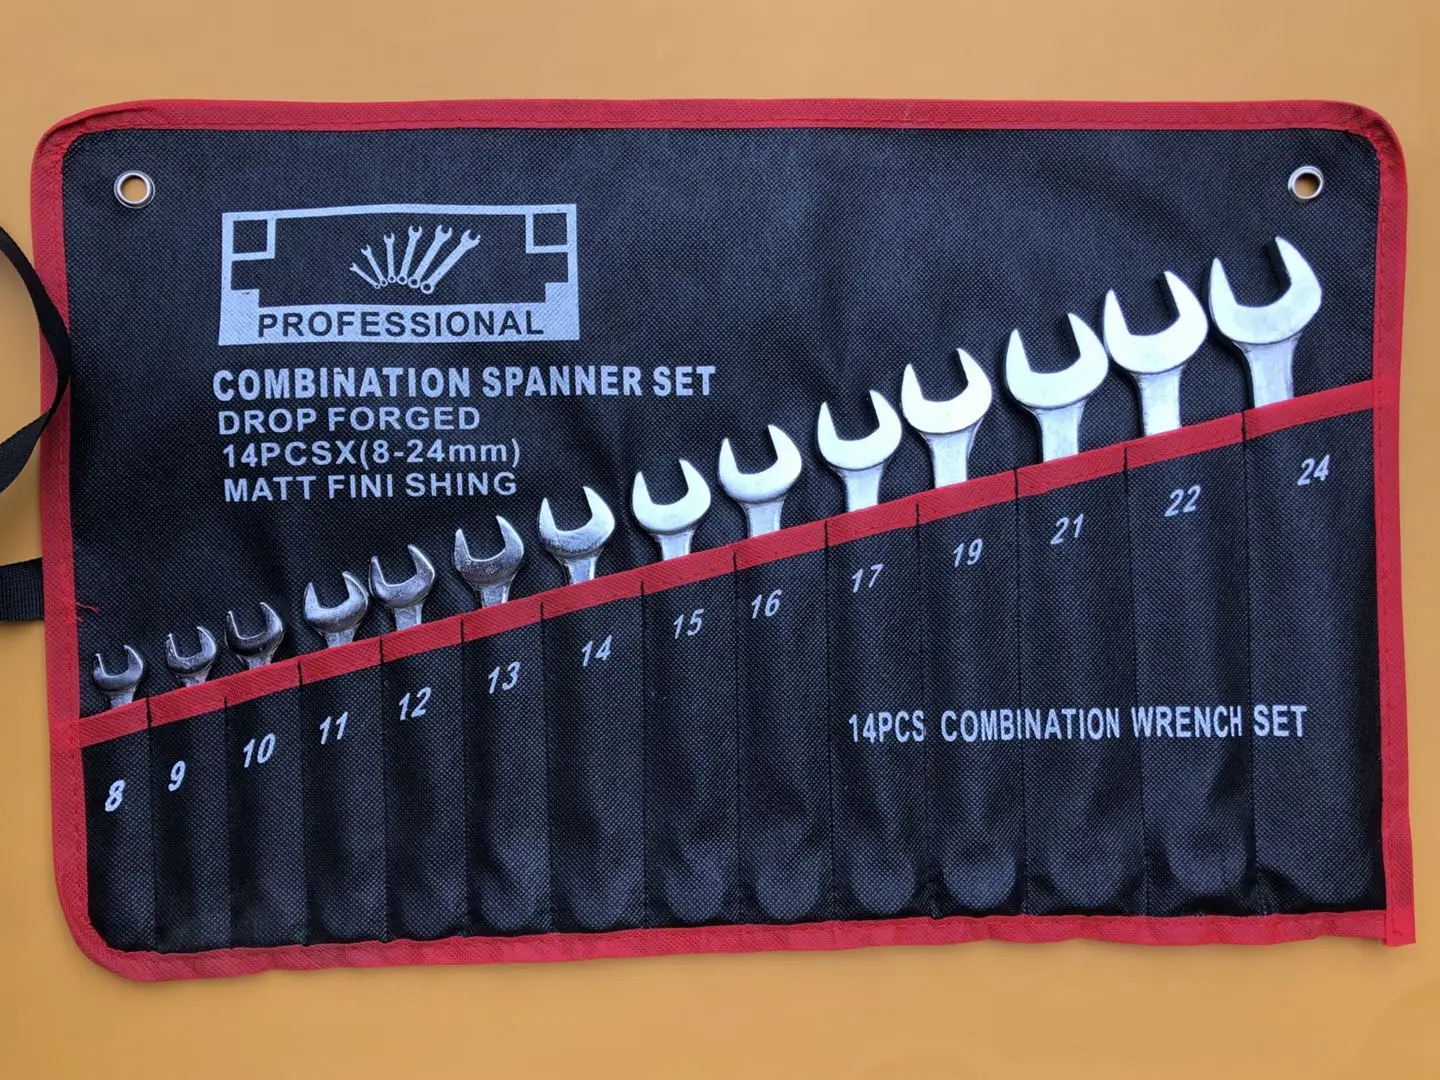 PROFESSIONAL
COMBINATION SPANNER SET
DROP FORGED
14PCSX(8-24mm)
MATT FINI SHING
8
9
10
11
12
13
14
15
16
17
19
21
22
24
14PCS COMBINATION WRENCH SET